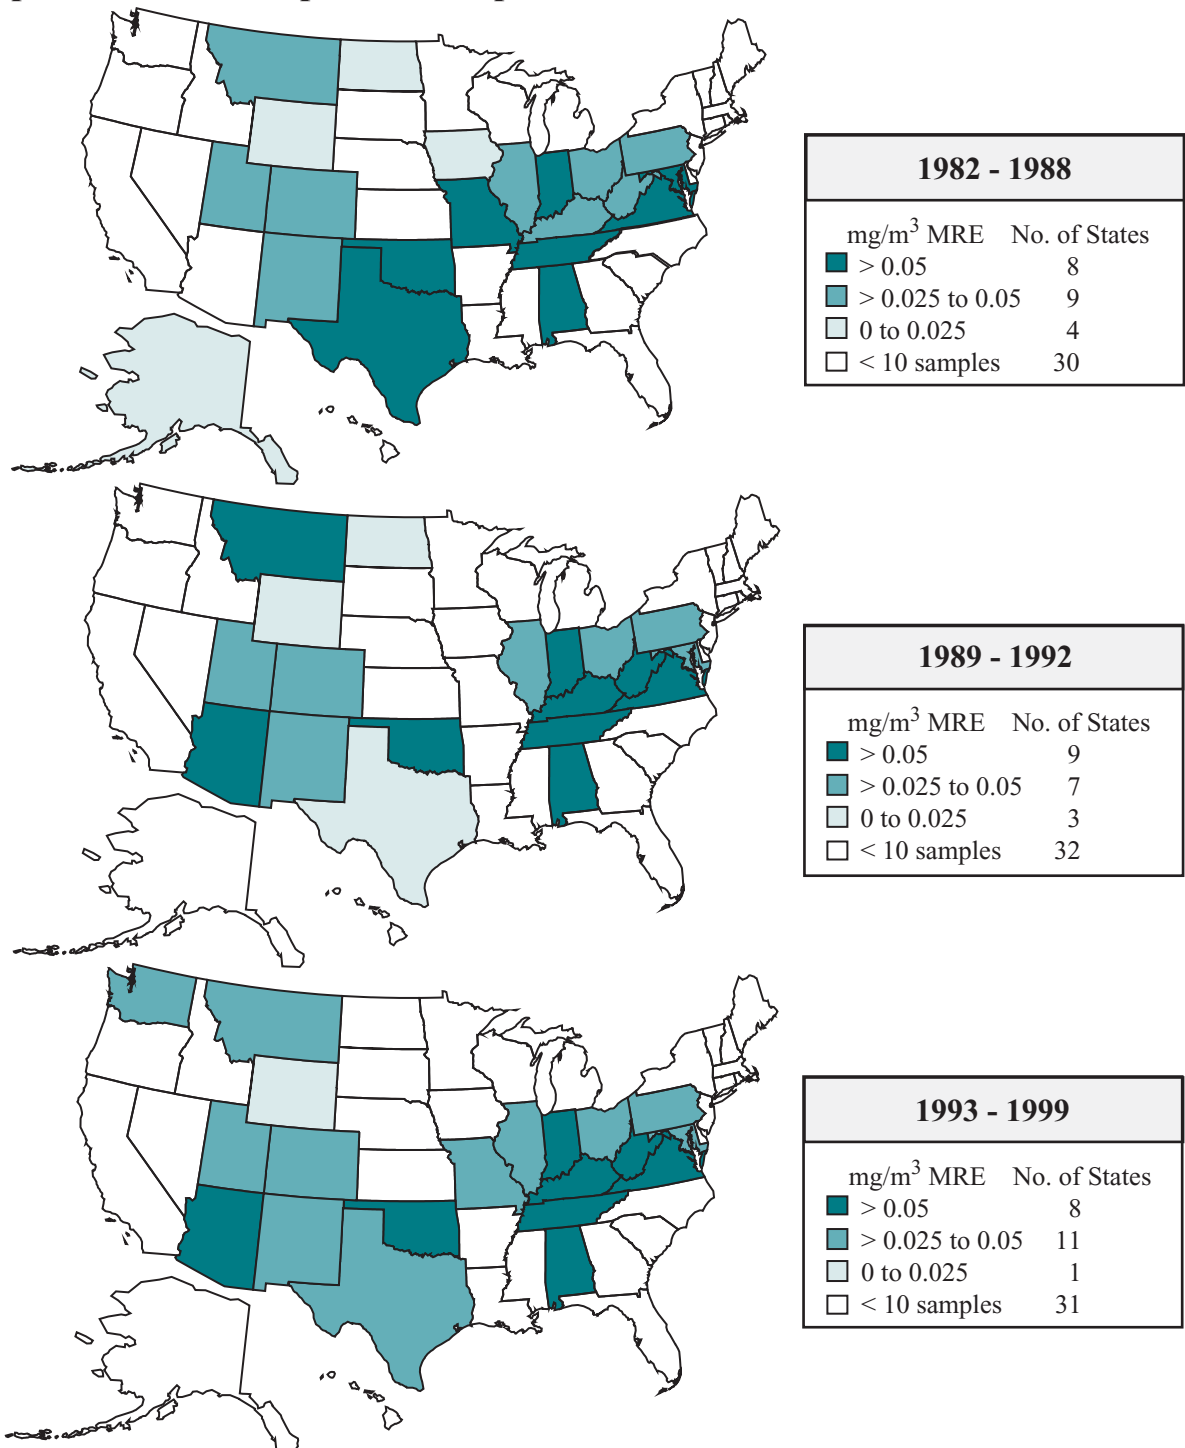 1982 - 1988
mg/m³ MRE No. of States
> 0.05 8
> 0.025 to 0.05 9
0 to 0.025 4
< 10 samples 30
1989 - 1992
mg/m³ MRE No. of States
> 0.05 9
> 0.025 to 0.05 7
0 to 0.025 3
< 10 samples 32
1993 - 1999
mg/m³ MRE No. of States
> 0.05 8
> 0.025 to 0.05 11
0 to 0.025 1
< 10 samples 31